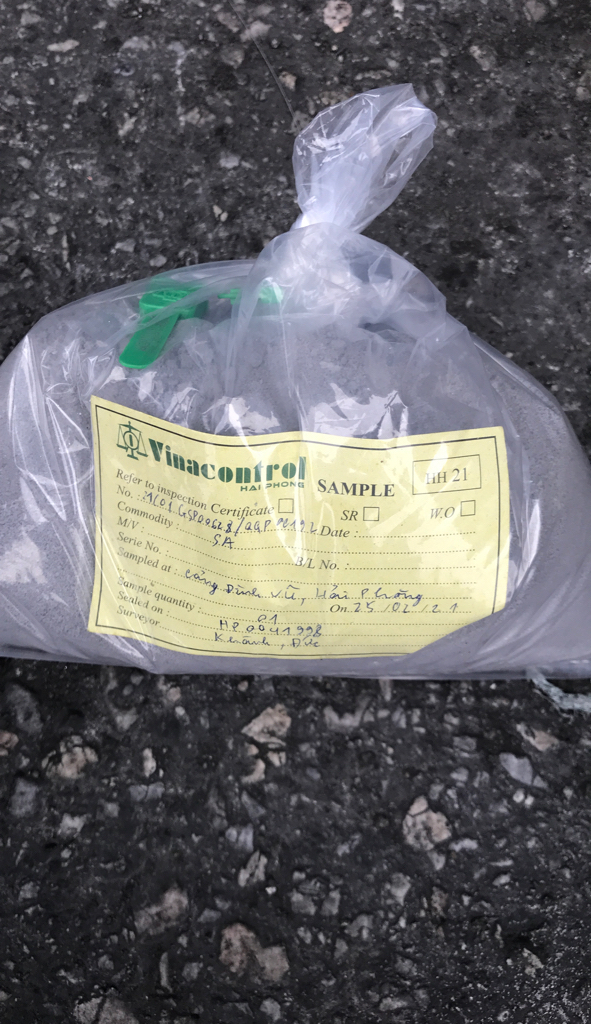 Vinacontrol
HAI PHONG
SAMPLE
HH 21
Refer to inspection Certificate SR W.O
No. : Date :
Commodity :
M/V : SA
Serie No. B/L No. :
Sampled at : Cảng Đình Vũ, Hải Phòng
On 25/02/21
Sample quantity : 01
Sealed on : HP 0041998
Surveyor Khánh, Đức